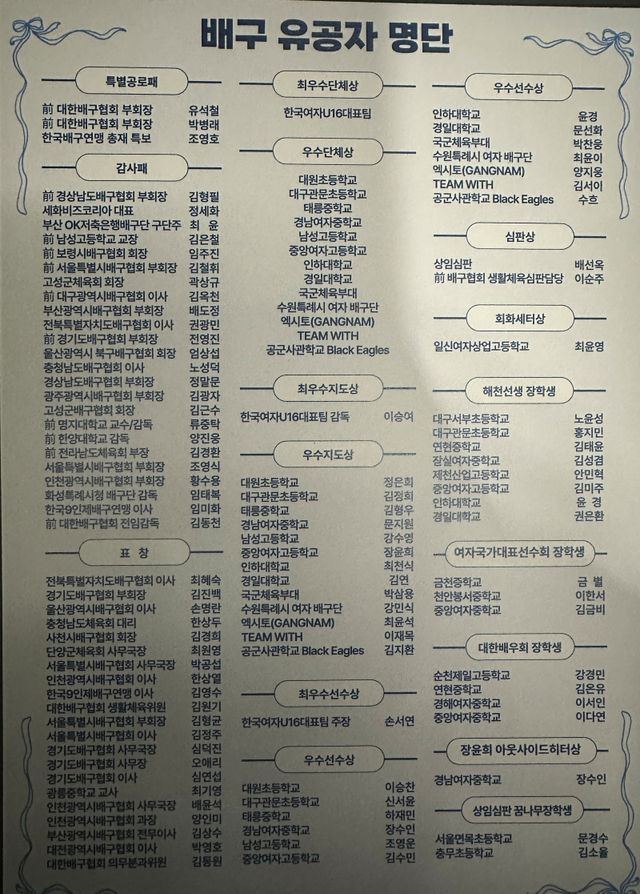 배구 유공자 명단
특별공로패
前 대한배구협회 부회장 유석철
前 대한배구협회 부회장 박병래
한국배구연맹 총재 특보 조영호
감사패
前 경상남도배구협회 부회장 김형필
세화비즈코리아 대표 정세화
부산 OK저축은행배구단 구단주 최 윤
前 남성고등학교 교장 김은철
前 보령시배구협회 회장 임주진
前 서울특별시배구협회 부회장 김철휘
고성군체육회 회장 곽상규
前 대구광역시배구협회 이사 김옥천
부산광역시배구협회 부회장 배도정
전북특별자치도배구협회 이사 권광민
前 경기도배구협회 부회장 전영진
울산광역시 북구배구협회 회장 엄상섭
충청남도배구협회 이사 노성덕
경상남도배구협회 부회장 정말문
광주광역시배구협회 부회장 김광자
고성군배구협회 회장 김근수
前 명지대학교 교수/감독 류중탁
前 한양대학교 감독 양진웅
前 전라남도체육회 부장 김경환
서울특별시배구협회 부회장 조영식
인천광역시배구협회 부회장 황수용
화성특례시청 배구단 감독 임태복
한국9인제배구연맹 이사 임미화
前 대한배구협회 전임감독 김동천
표 창
전북특별자치도배구협회 이사 최혜숙
경기도배구협회 부회장 김진백
울산광역시배구협회 이사 손명란
충청남도체육회 대리 한상두
사천시배구협회 회장 김경희
단양군체육회 사무국장 최원영
서울특별시배구협회 사무국장 박공섭
인천광역시배구협회 이사 한상열
한국9인제배구연맹 이사 김영수
대한배구협회 생활체육위원 김원기
서울특별시배구협회 부회장 김형균
서울특별시배구협회 이사 김정주
경기도배구협회 사무국장 심덕진
경기도배구협회 사무장 오애리
경기도배구협회 이사 김연섭
광릉중학교 교사 최기영
인천광역시배구협회 사무국장 배윤석
인천광역시배구협회 과장 양인미
부산광역시배구협회 전무이사 김상수
대전광역시배구협회 이사 박영호
대한배구협회 의무분과위원 김동원
최우수단체상
한국여자U16대표팀
우수단체상
대원초등학교
대구관문초등학교
태릉중학교
경남여자중학교
남성고등학교
중앙여자고등학교
인하대학교
경일대학교
국군체육부대
수원특례시 여자 배구단
엑시토(GANGNAM)
TEAM WITH
공군사관학교 Black Eagles
최우수지도상
한국여자U16대표팀 감독 이승여
우수지도상
대원초등학교 정은희
대구관문초등학교 김정희
태릉중학교 김형우
경남여자중학교 문지원
남성고등학교 강수영
중앙여자고등학교 장윤희
인하대학교 최천식
경일대학교 김연
국군체육부대 박삼용
수원특례시 여자 배구단 강민식
엑시토(GANGNAM) 최윤석
TEAM WITH 이재목
공군사관학교 Black Eagles 김지환
최우수선수상
한국여자U16대표팀 주장 손서연
우수선수상
대원초등학교 이승찬
대구관문초등학교 신서윤
태릉중학교 하재민
경남여자중학교 장수인
남성고등학교 조영운
중앙여자고등학교 김수민
우수선수상
인하대학교 윤경
경일대학교 문선화
국군체육부대 박찬웅
수원특례시 여자 배구단 최윤이
엑시토(GANGNAM) 양지웅
TEAM WITH 김서이
공군사관학교 Black Eagles 수흐
심판상
상임심판 배선옥
前 배구협회 생활체육심판담당 이순주
회화세터상
일신여자상업고등학교 최윤영
해천선생 장학생
대구서부초등학교 노윤성
대구관문초등학교 홍지민
연현중학교 김태윤
잠실여자중학교 김성겸
제천산업고등학교 안민혁
중앙여자고등학교 김미주
인하대학교 윤 경
경일대학교 권은환
여자국가대표선수회 장학생
금천중학교 금 별
천안봉서중학교 이한서
중앙여자중학교 김금비
대한배우회 장학생
순천제일고등학교 강경민
연현중학교 김은유
경해여자중학교 이서인
중앙여자중학교 이다연
장윤희 아웃사이드히터상
경남여자중학교 장수인
상임심판 꿈나무장학생
서울면목초등학교 문경수
충무초등학교 김소율